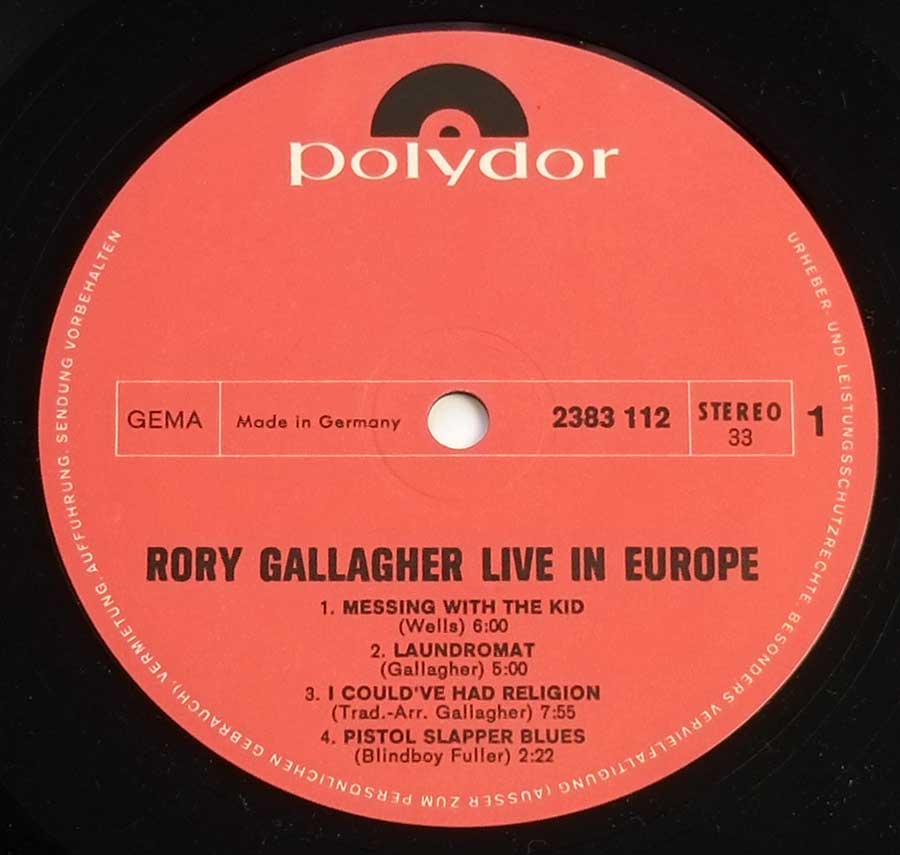 polydor
URHEBER- UND LEISTUNGSSCHUTZRECHTE, BESONDERS VERVIELFÄLTIGUNG (AUSSER ZUM PERSÖNLICHEN GEBRAUCH), VERMIETUNG, AUFFÜHRUNG, SENDUNG VORBEHALTEN
GEMA Made in Germany 2383 112 STEREO 1
33
RORY GALLAGHER LIVE IN EUROPE
1. MESSING WITH THE KID
(Wells) 6:00
2. LAUNDROMAT
(Gallagher) 5:00
3. I COULD'VE HAD RELIGION
(Trad.-Arr. Gallagher) 7:55
4. PISTOL SLAPPER BLUES
(Blindboy Fuller) 2:22